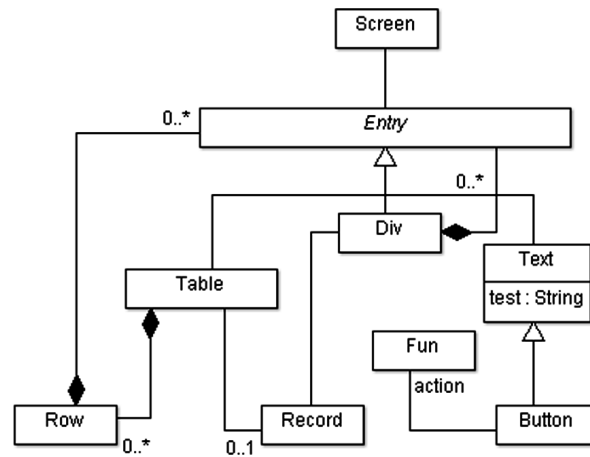 Screen
0..*
Entry
0..*
Div
Text
test : String
Table
Fun
action
Row
0..*
Record
0..1
Button